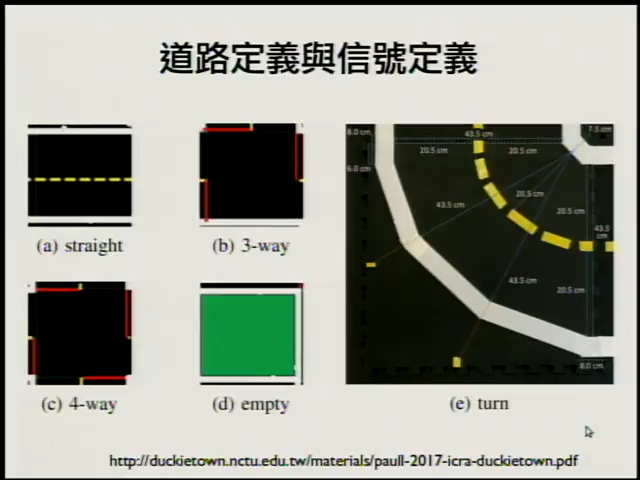 道路定義與信號定義
(a) straight
(b) 3-way
8.0 cm
43.5 cm
7.5 cm
20.5 cm
20.5 cm
6.0 cm
20.5 cm
43.5 cm
20.5 cm
43.5
cm
43.5 cm
20.5 cm
8.0 cm
(c) 4-way
(d) empty
(e) turn
http://duckietown.nctu.edu.tw/materials/paull-2017-icra-duckietown.pdf